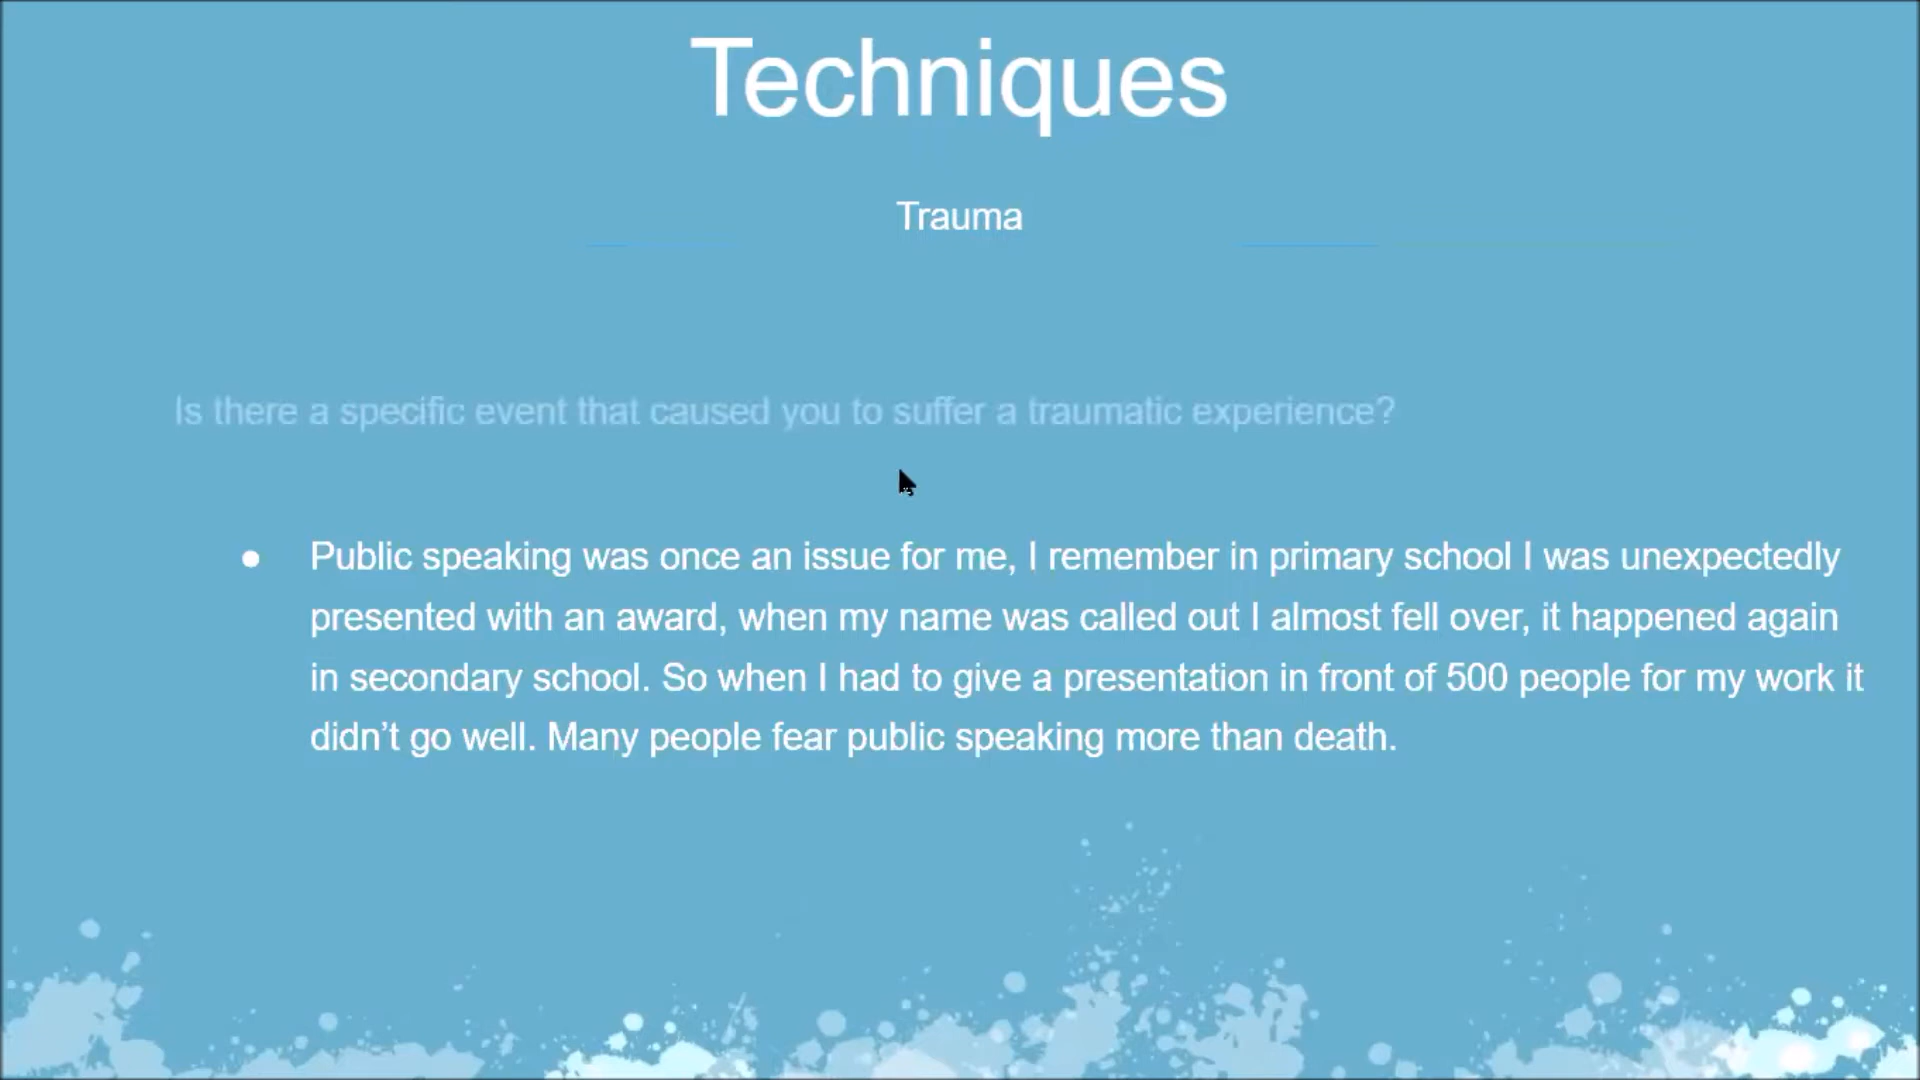 Techniques
Trauma
Is there a specific event that caused you to suffer a traumatic experience?
● Public speaking was once an issue for me, I remember in primary school I was unexpectedly
presented with an award, when my name was called out I almost fell over, it happened again
in secondary school. So when I had to give a presentation in front of 500 people for my work it
didn’t go well. Many people fear public speaking more than death.